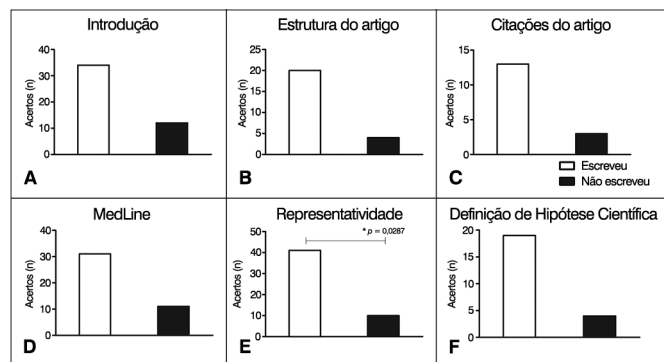 Introdução
Acertos (n)
40
30
20
10
0
A
Estrutura do artigo
Acertos (n)
25
20
15
10
5
0
B
Citações do artigo
Acertos (n)
15
10
5
0
C
Escreveu
Não escreveu
MedLine
Acertos (n)
40
30
20
10
0
D
Representatividade
* p = 0,0287
Acertos (n)
50
40
30
20
10
0
E
Definição de Hipótese Científica
Acertos (n)
20
15
10
5
0
F